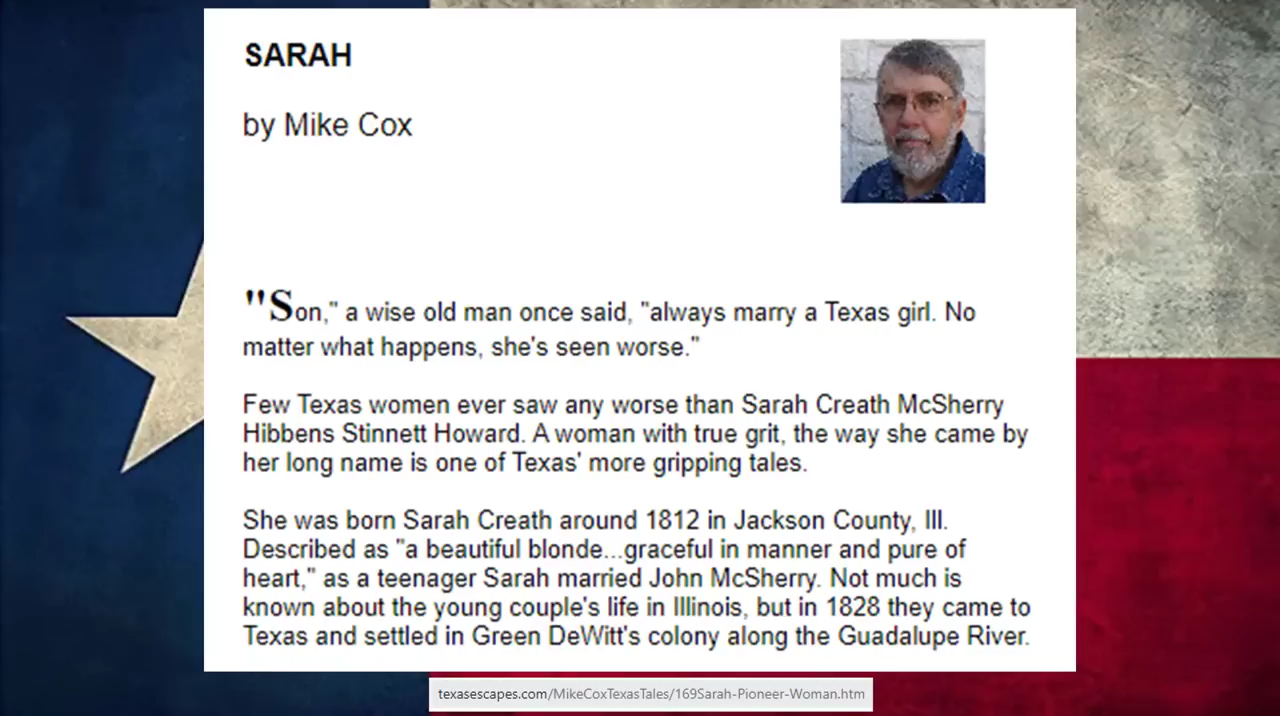 SARAH
by Mike Cox
"Son," a wise old man once said, "always marry a Texas girl. No
matter what happens, she's seen worse."
Few Texas women ever saw any worse than Sarah Creath McSherry
Hibbens Stinnett Howard. A woman with true grit, the way she came by
her long name is one of Texas' more gripping tales.
She was born Sarah Creath around 1812 in Jackson County, Ill.
Described as "a beautiful blonde...graceful in manner and pure of
heart," as a teenager Sarah married John McSherry. Not much is
known about the young couple's life in Illinois, but in 1828 they came to
Texas and settled in Green DeWitt's colony along the Guadalupe River.
texasescapes.com/MikeCoxTexasTales/169Sarah-Pioneer-Woman.htm